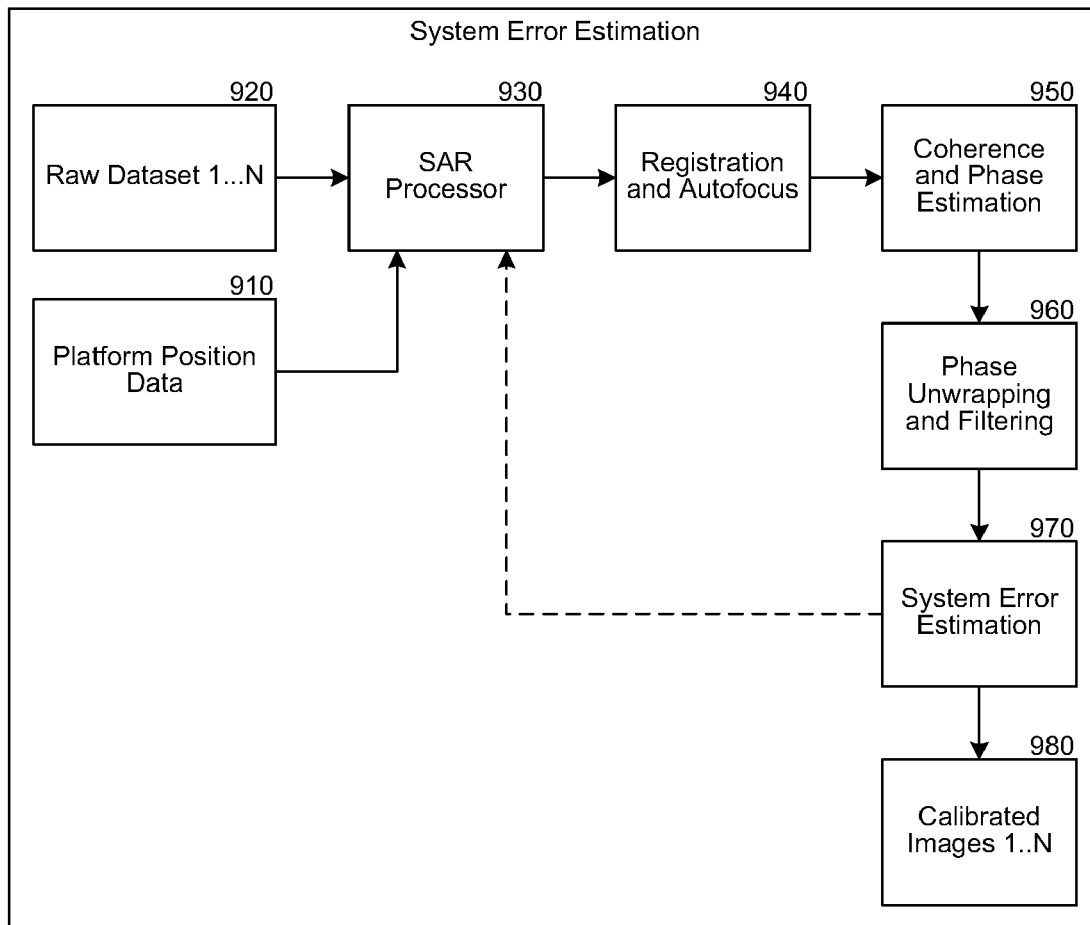 System Error Estimation
920
Raw Dataset 1...N
930
SAR
Processor
940
Registration
and Autofocus
950
Coherence
and Phase
Estimation
910
Platform Position
Data
960
Phase
Unwrapping
and Filtering
970
System Error
Estimation
980
Calibrated
Images 1..N